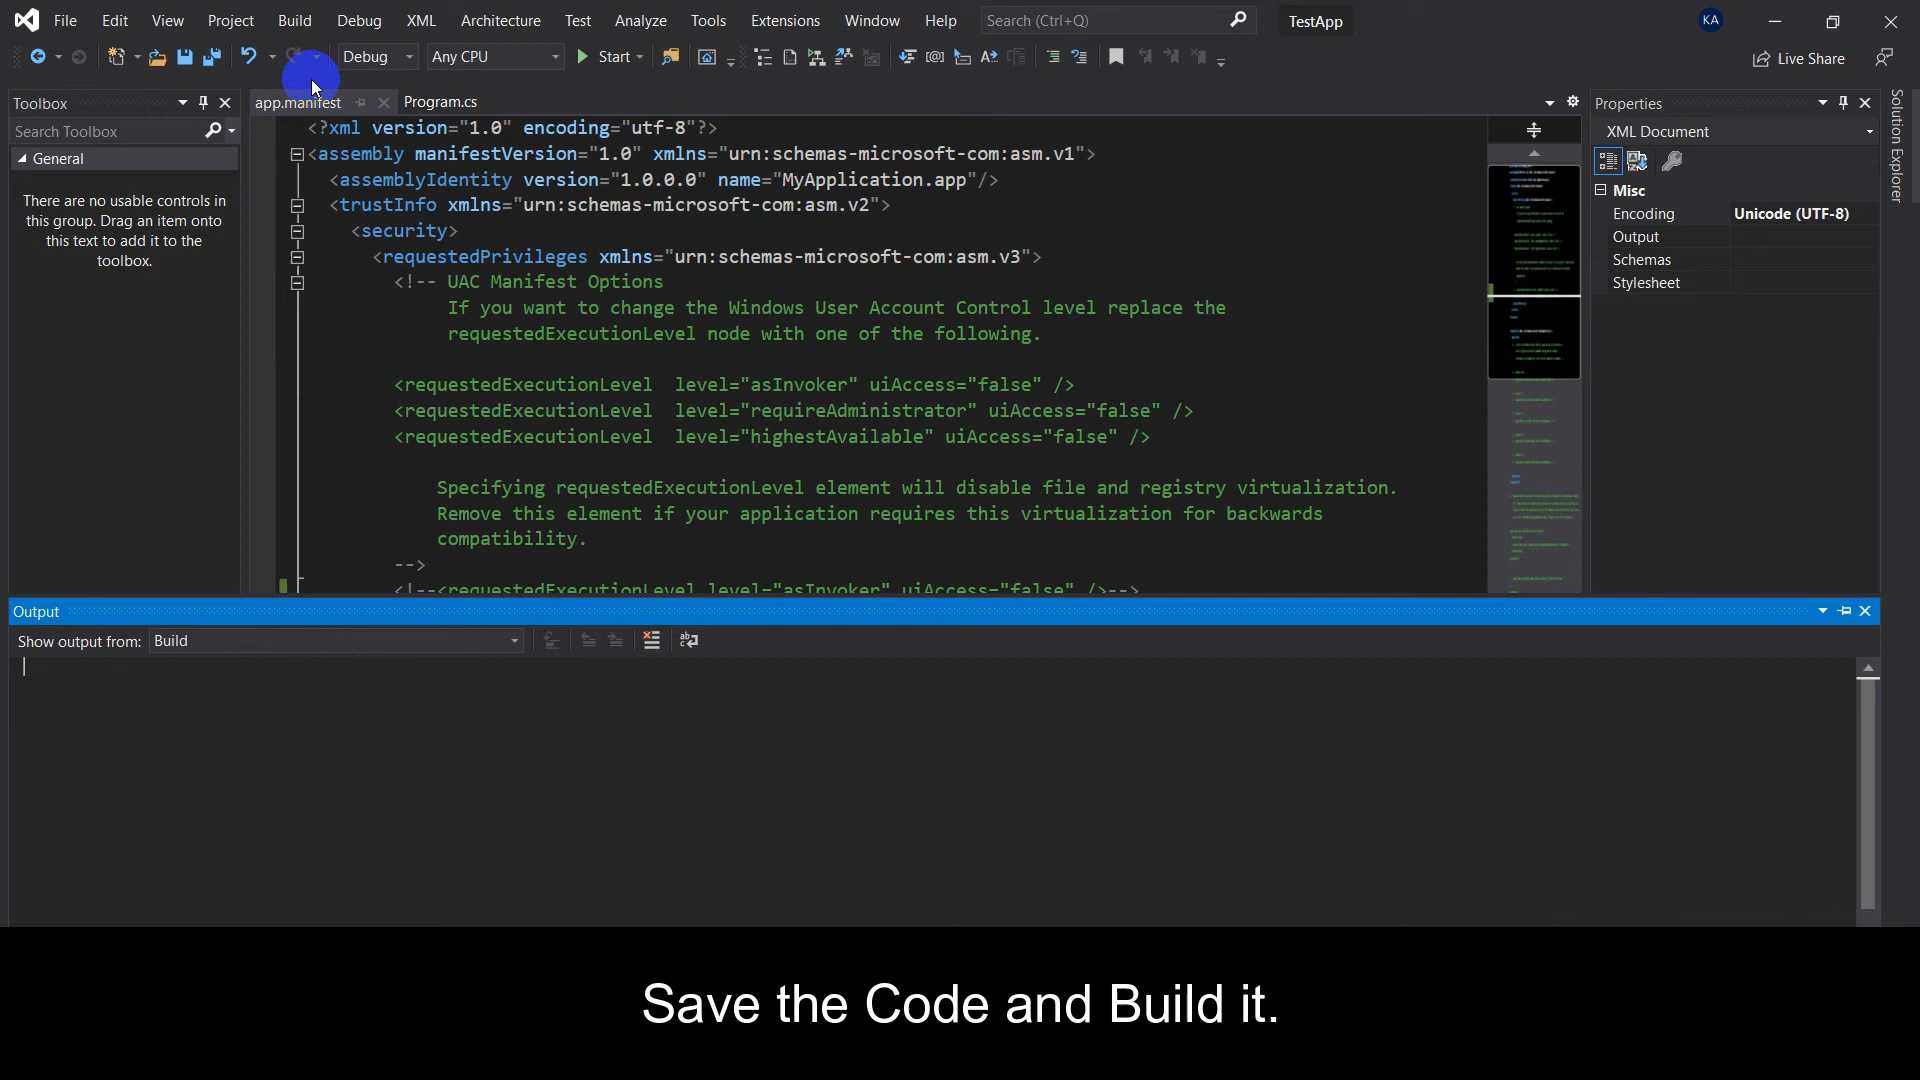 File Edit View Project Build Debug XML Architecture Test Analyze Tools Extensions Window Help Search (Ctrl+Q) TestApp KA
Debug Any CPU Start Live Share
Toolbox
Search Toolbox
General
There are no usable controls in
this group. Drag an item onto
this text to add it to the
toolbox.
app.manifest Program.cs
<?xml version="1.0" encoding="utf-8"?>
<assembly manifestVersion="1.0" xmlns="urn:schemas-microsoft-com:asm.v1">
<assemblyIdentity version="1.0.0.0" name="MyApplication.app"/>
<trustInfo xmlns="urn:schemas-microsoft-com:asm.v2">
<security>
<requestedPrivileges xmlns="urn:schemas-microsoft-com:asm.v3">
<!-- UAC Manifest Options
If you want to change the Windows User Account Control level replace the
requestedExecutionLevel node with one of the following.
<requestedExecutionLevel  level="asInvoker" uiAccess="false" />
<requestedExecutionLevel  level="requireAdministrator" uiAccess="false" />
<requestedExecutionLevel  level="highestAvailable" uiAccess="false" />
Specifying requestedExecutionLevel element will disable file and registry virtualization.
Remove this element if your application requires this virtualization for backwards
compatibility.
-->
<!--<requestedExecutionLevel level="asInvoker" uiAccess="false" />-->
Properties
XML Document
Misc
Encoding Unicode (UTF-8)
Output
Schemas
Stylesheet
Solution Explorer
Output
Show output from: Build
Save the Code and Build it.